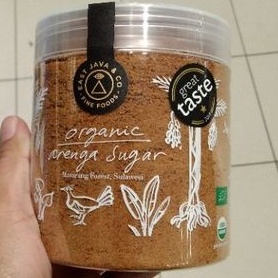 EAST JAVA & CO
FINE FOODS
great
taste
organic
arenga sugar
Masarang Forest, Sulawesi